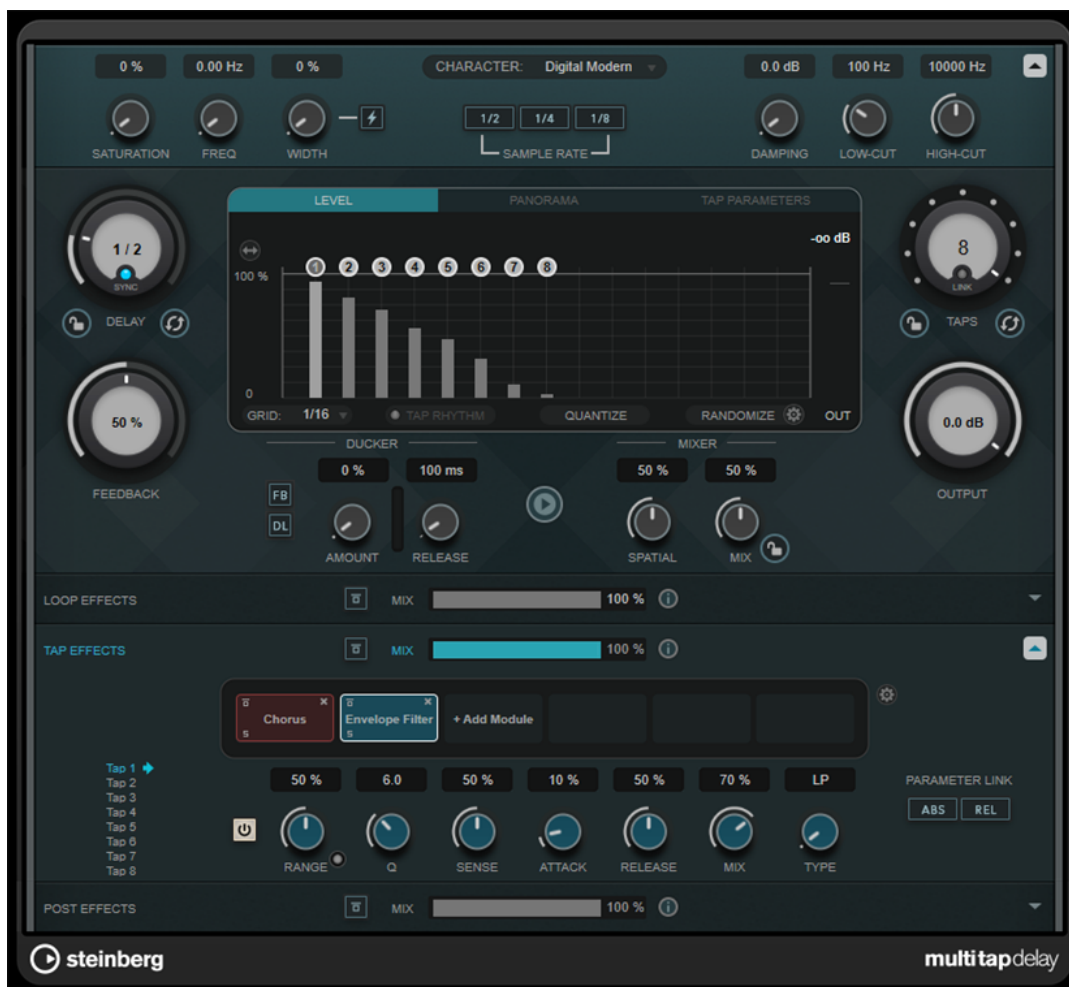 0 % 0.00 Hz 0 % CHARACTER: Digital Modern 0.0 dB 100 Hz 10000 Hz
1/2 1/4 1/8
SATURATION FREQ WIDTH SAMPLE RATE DAMPING LOW-CUT HIGH-CUT
LEVEL PANORAMA TAP PARAMETERS
-oo dB
1 / 2
SYNC
DELAY
8
LINK
TAPS
1 2 3 4 5 6 7 8
100 %
0
GRID: 1/16 TAP RHYTHM QUANTIZE RANDOMIZE OUT
50 %
FEEDBACK
0.0 dB
OUTPUT
DUCKER MIXER
0 % 100 ms 50 % 50 %
FB
DL
AMOUNT RELEASE SPATIAL MIX
LOOP EFFECTS MIX 100 %
TAP EFFECTS MIX 100 %
Chorus Envelope Filter + Add Module
S S
Tap 1
Tap 2
Tap 3
Tap 4
Tap 5
Tap 6
Tap 7
Tap 8
50 % 6.0 50 % 10 % 50 % 70 % LP
RANGE Q SENSE ATTACK RELEASE MIX TYPE
PARAMETER LINK
ABS REL
POST EFFECTS MIX 100 %
steinberg multitapdelay